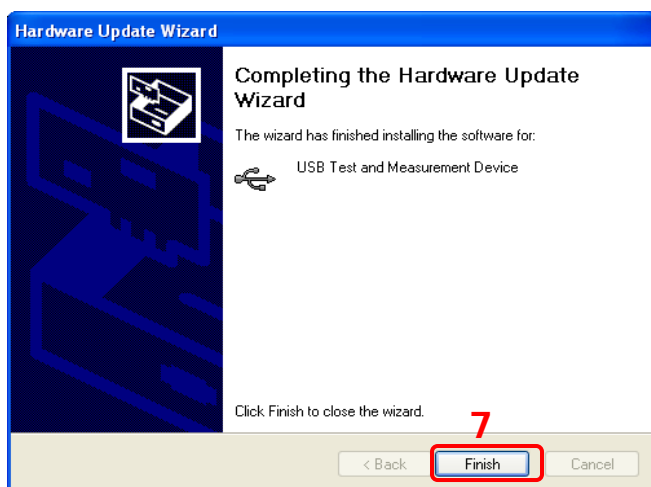 Hardware Update Wizard
Completing the Hardware Update
Wizard
The wizard has finished installing the software for:
USB Test and Measurement Device
Click Finish to close the wizard.
7
< Back
Finish
Cancel